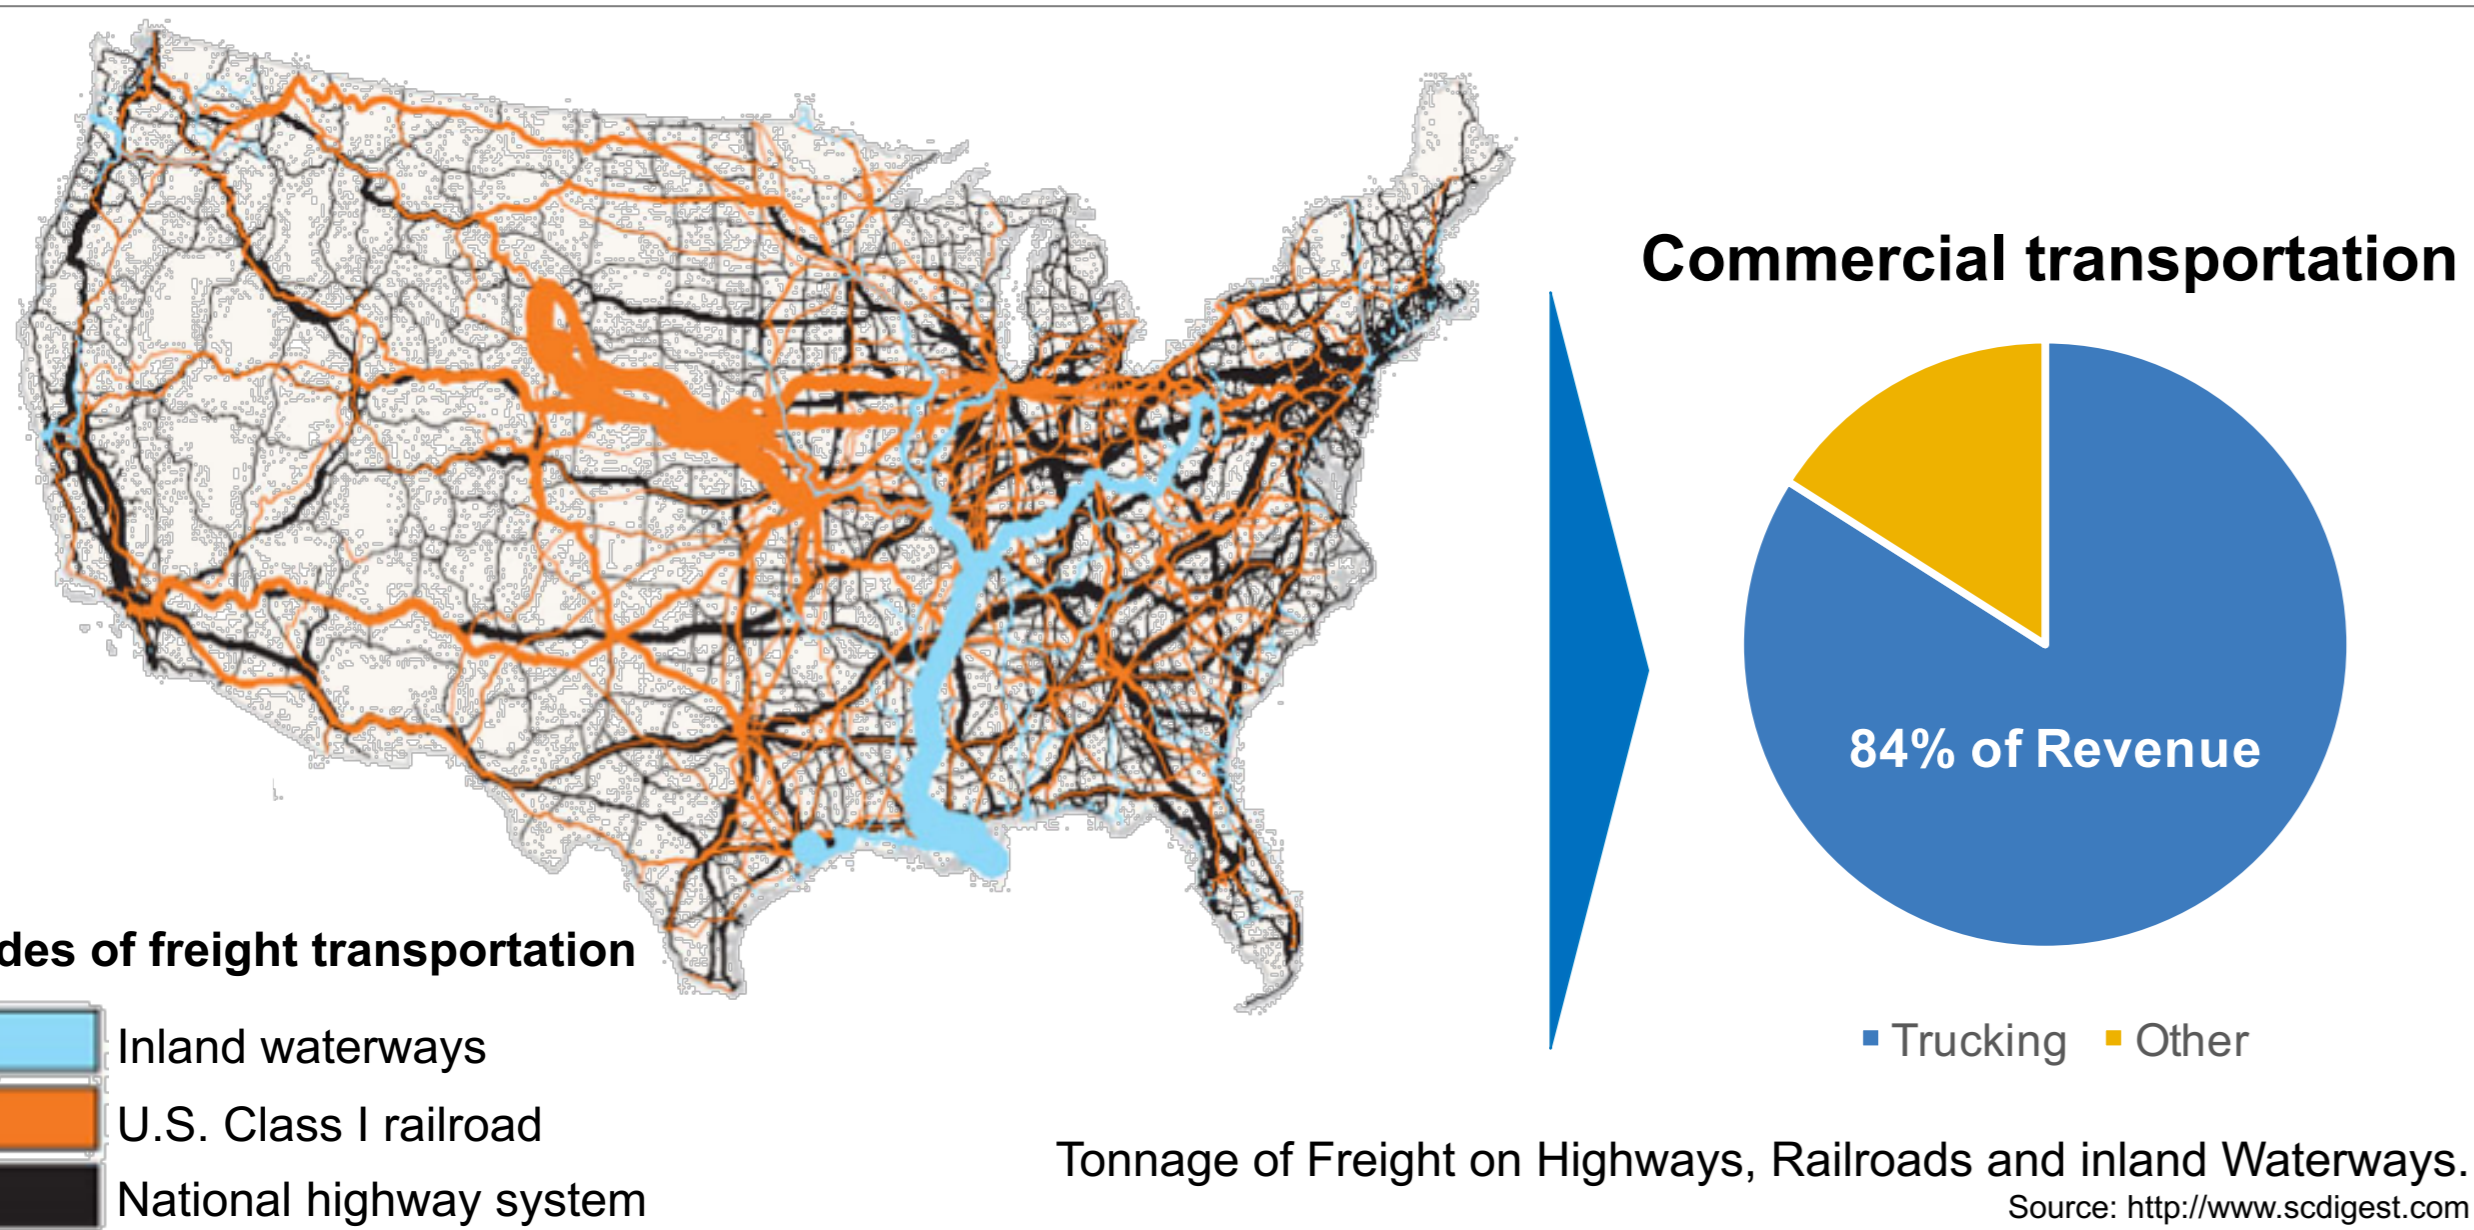 Commercial transportation
84% of Revenue
Trucking Other
des of freight transportation
Inland waterways
U.S. Class I railroad
National highway system
Tonnage of Freight on Highways, Railroads and inland Waterways.
Source: http://www.scdigest.com